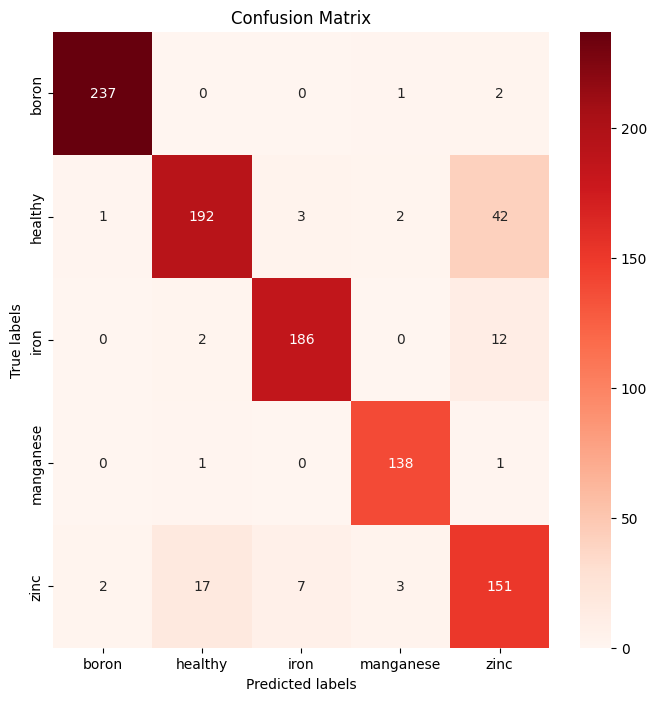 Confusion Matrix
boron 237 0 0 1 2
healthy 1 192 3 2 42
iron 0 2 186 0 12
manganese 0 1 0 138 1
zinc 2 17 7 3 151
boron healthy iron manganese zinc
Predicted labels
True labels
200
150
100
50
0